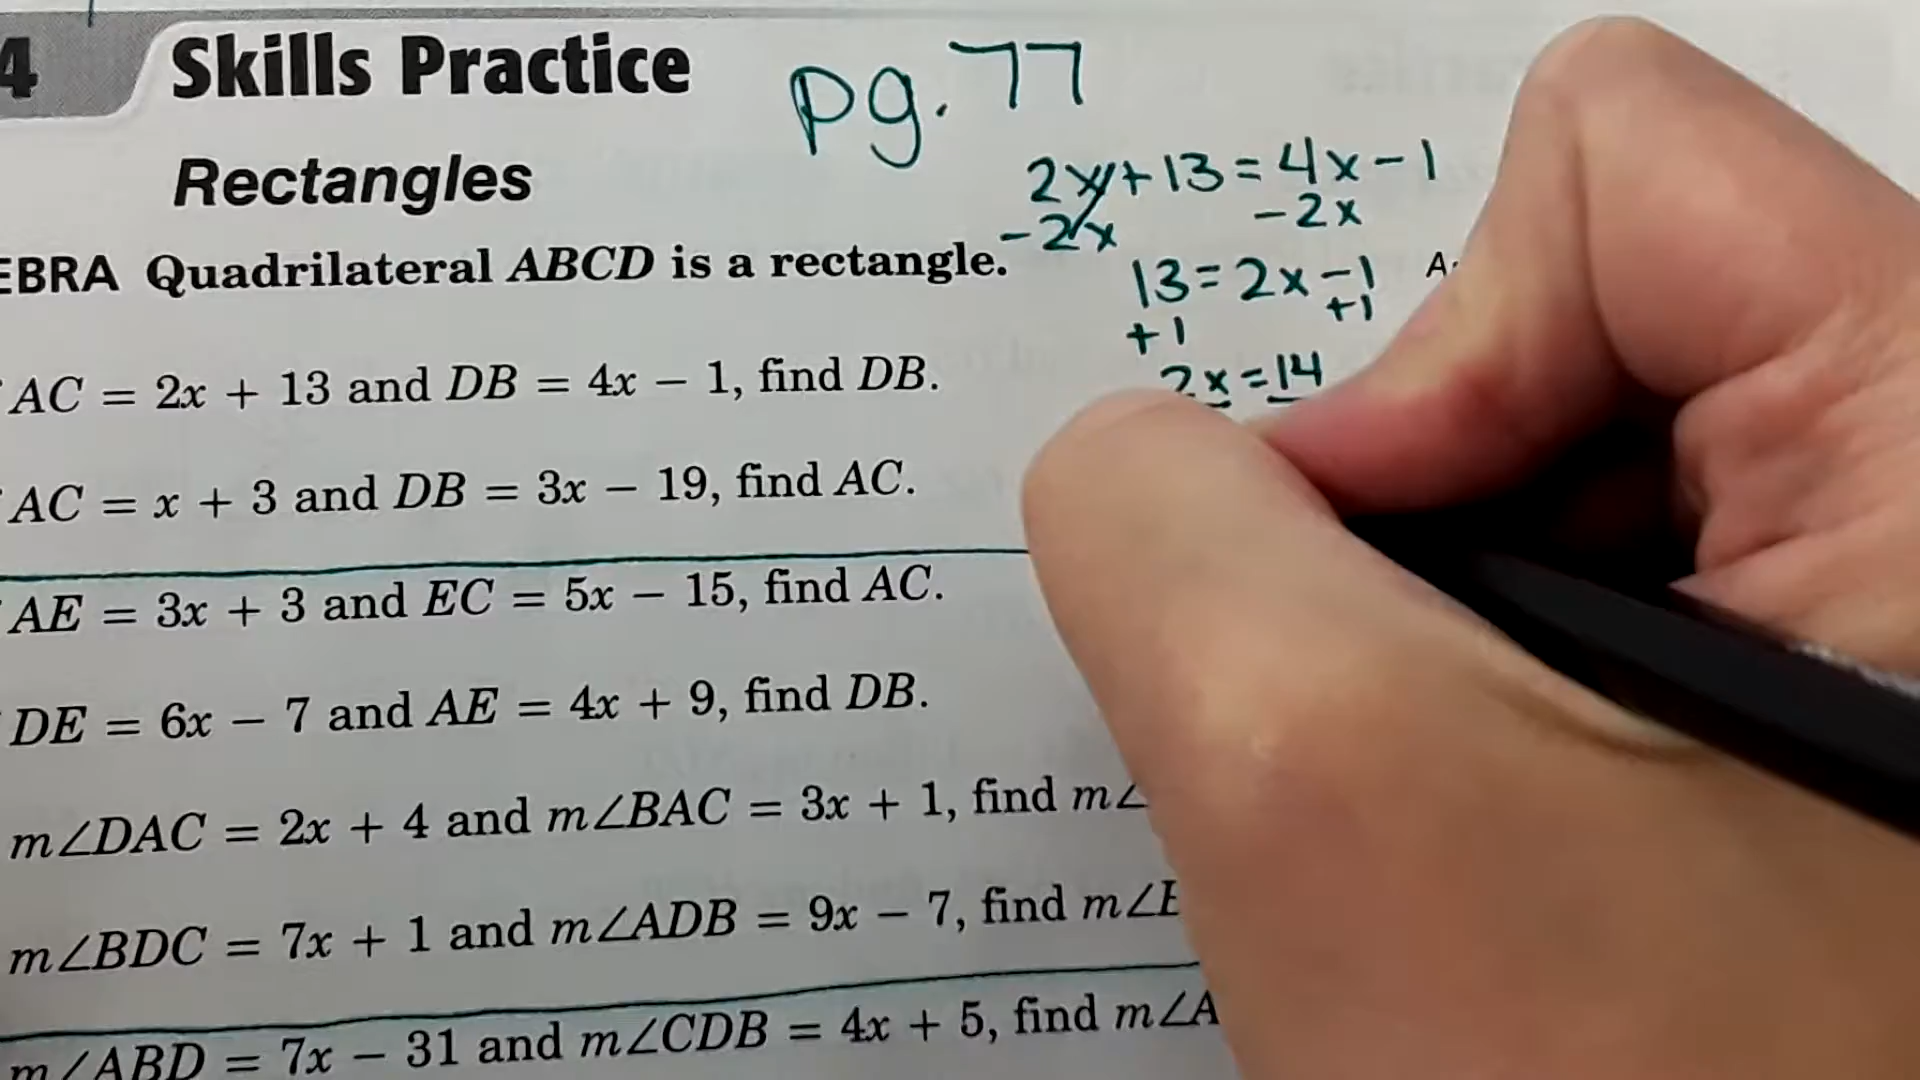 4 Skills Practice pg. 77
Rectangles
2x+13=4x-1
-2x -2x
EBRA Quadrilateral ABCD is a rectangle.
13=2x-1
+1 +1
2x=14
AC = 2x + 13 and DB = 4x − 1, find DB.
AC = x + 3 and DB = 3x − 19, find AC.
AE = 3x + 3 and EC = 5x − 15, find AC.
DE = 6x − 7 and AE = 4x + 9, find DB.
m∠DAC = 2x + 4 and m∠BAC = 3x + 1, find m∠
m∠BDC = 7x + 1 and m∠ADB = 9x − 7, find m∠
m∠ABD = 7x − 31 and m∠CDB = 4x + 5, find m∠A